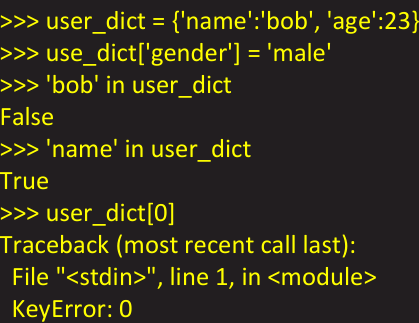 >>> user_dict = {'name':'bob', 'age':23}
>>> use_dict['gender'] = 'male'
>>> 'bob' in user_dict
False
>>> 'name' in user_dict
True
>>> user_dict[0]
Traceback (most recent call last):
  File "<stdin>", line 1, in <module>
  KeyError: 0